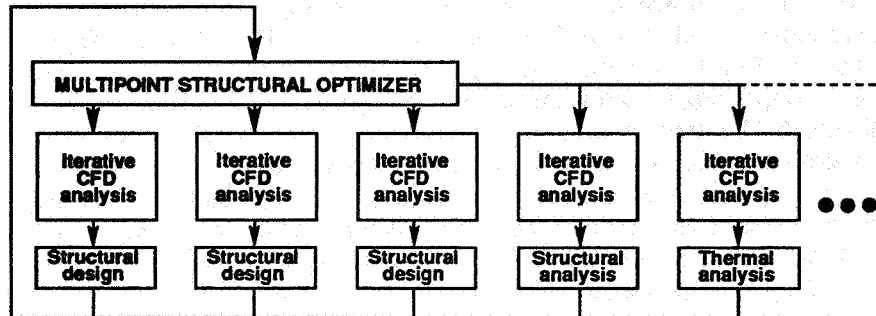 MULTIPOINT STRUCTURAL OPTIMIZER
Iterative
CFD
analysis
Iterative
CFD
analysis
Iterative
CFD
analysis
Iterative
CFD
analysis
Iterative
CFD
analysis
Structural
design
Structural
design
Structural
design
Structural
analysis
Thermal
analysis